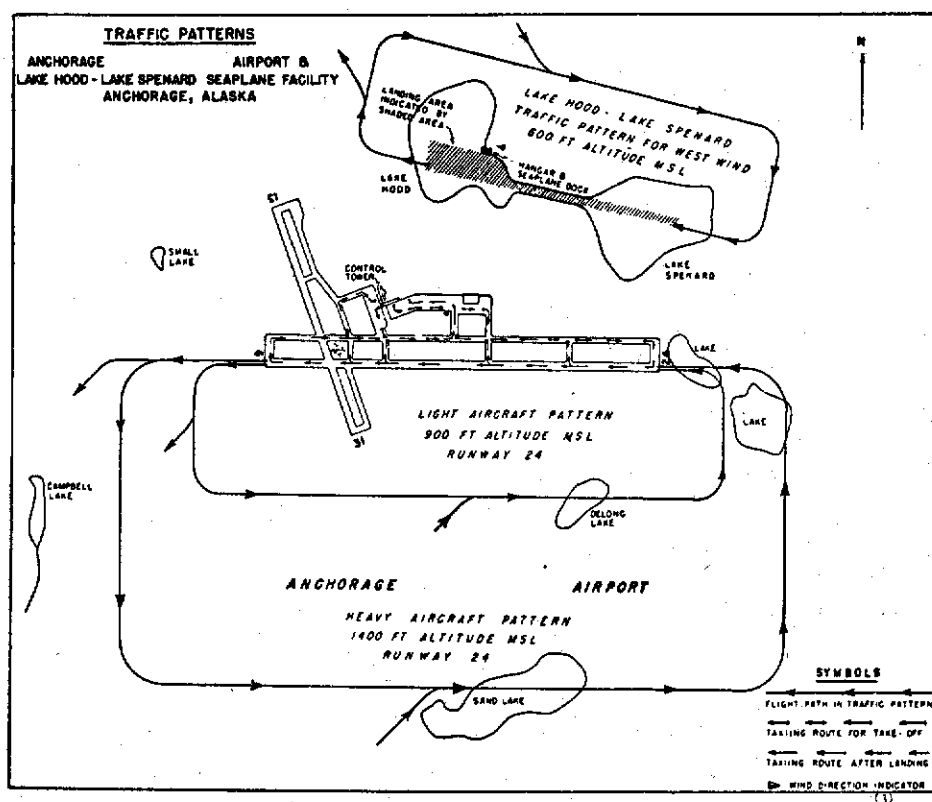 TRAFFIC PATTERNS
ANCHORAGE AIRPORT &
LAKE HOOD - LAKE SPENARD SEAPLANE FACILITY
ANCHORAGE, ALASKA
N
LANDING AREA
INDICATED BY
SHADED AREA
LAKE HOOD - LAKE SPENARD
TRAFFIC PATTERN FOR WEST WIND
600 FT ALTITUDE MSL
HANGAR &
SEAPLANE DOCK
LAKE
HOOD
LAKE
SPENARD
SMALL
LAKE
CONTROL
TOWER
LAKE
LAKE
LIGHT AIRCRAFT PATTERN
900 FT ALTITUDE MSL
RUNWAY 24
CAMPBELL
LAKE
DELONG
LAKE
ANCHORAGE AIRPORT
HEAVY AIRCRAFT PATTERN
1400 FT ALTITUDE MSL
RUNWAY 24
SAND LAKE
SYMBOLS
FLIGHT PATH IN TRAFFIC PATTERN
TAXIING ROUTE FOR TAKE-OFF
TAXIING ROUTE AFTER LANDING
WIND DIRECTION INDICATOR
(3)